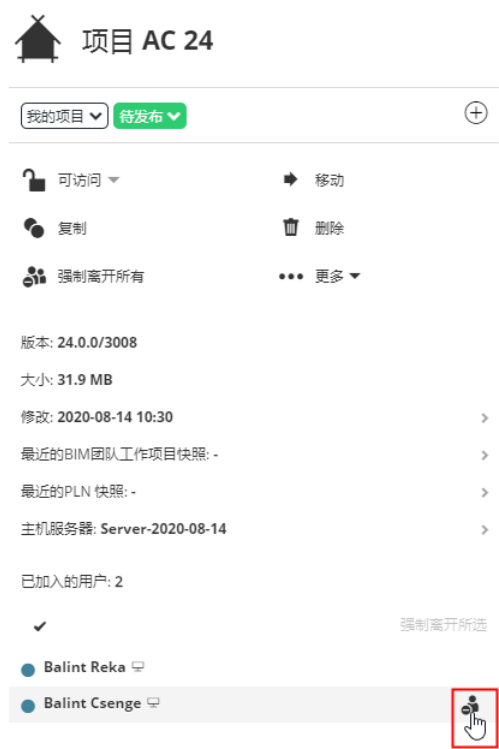 项目 AC 24
我的项目 待发布
可访问 移动
复制 删除
强制离开所有 更多
版本: 24.0.0/3008
大小: 31.9 MB
修改: 2020-08-14 10:30
最近的BIM团队工作项目快照: -
最近的PLN 快照: -
主机服务器: Server-2020-08-14
已加入的用户: 2
强制离开所选
Balint Reka
Balint Csenge